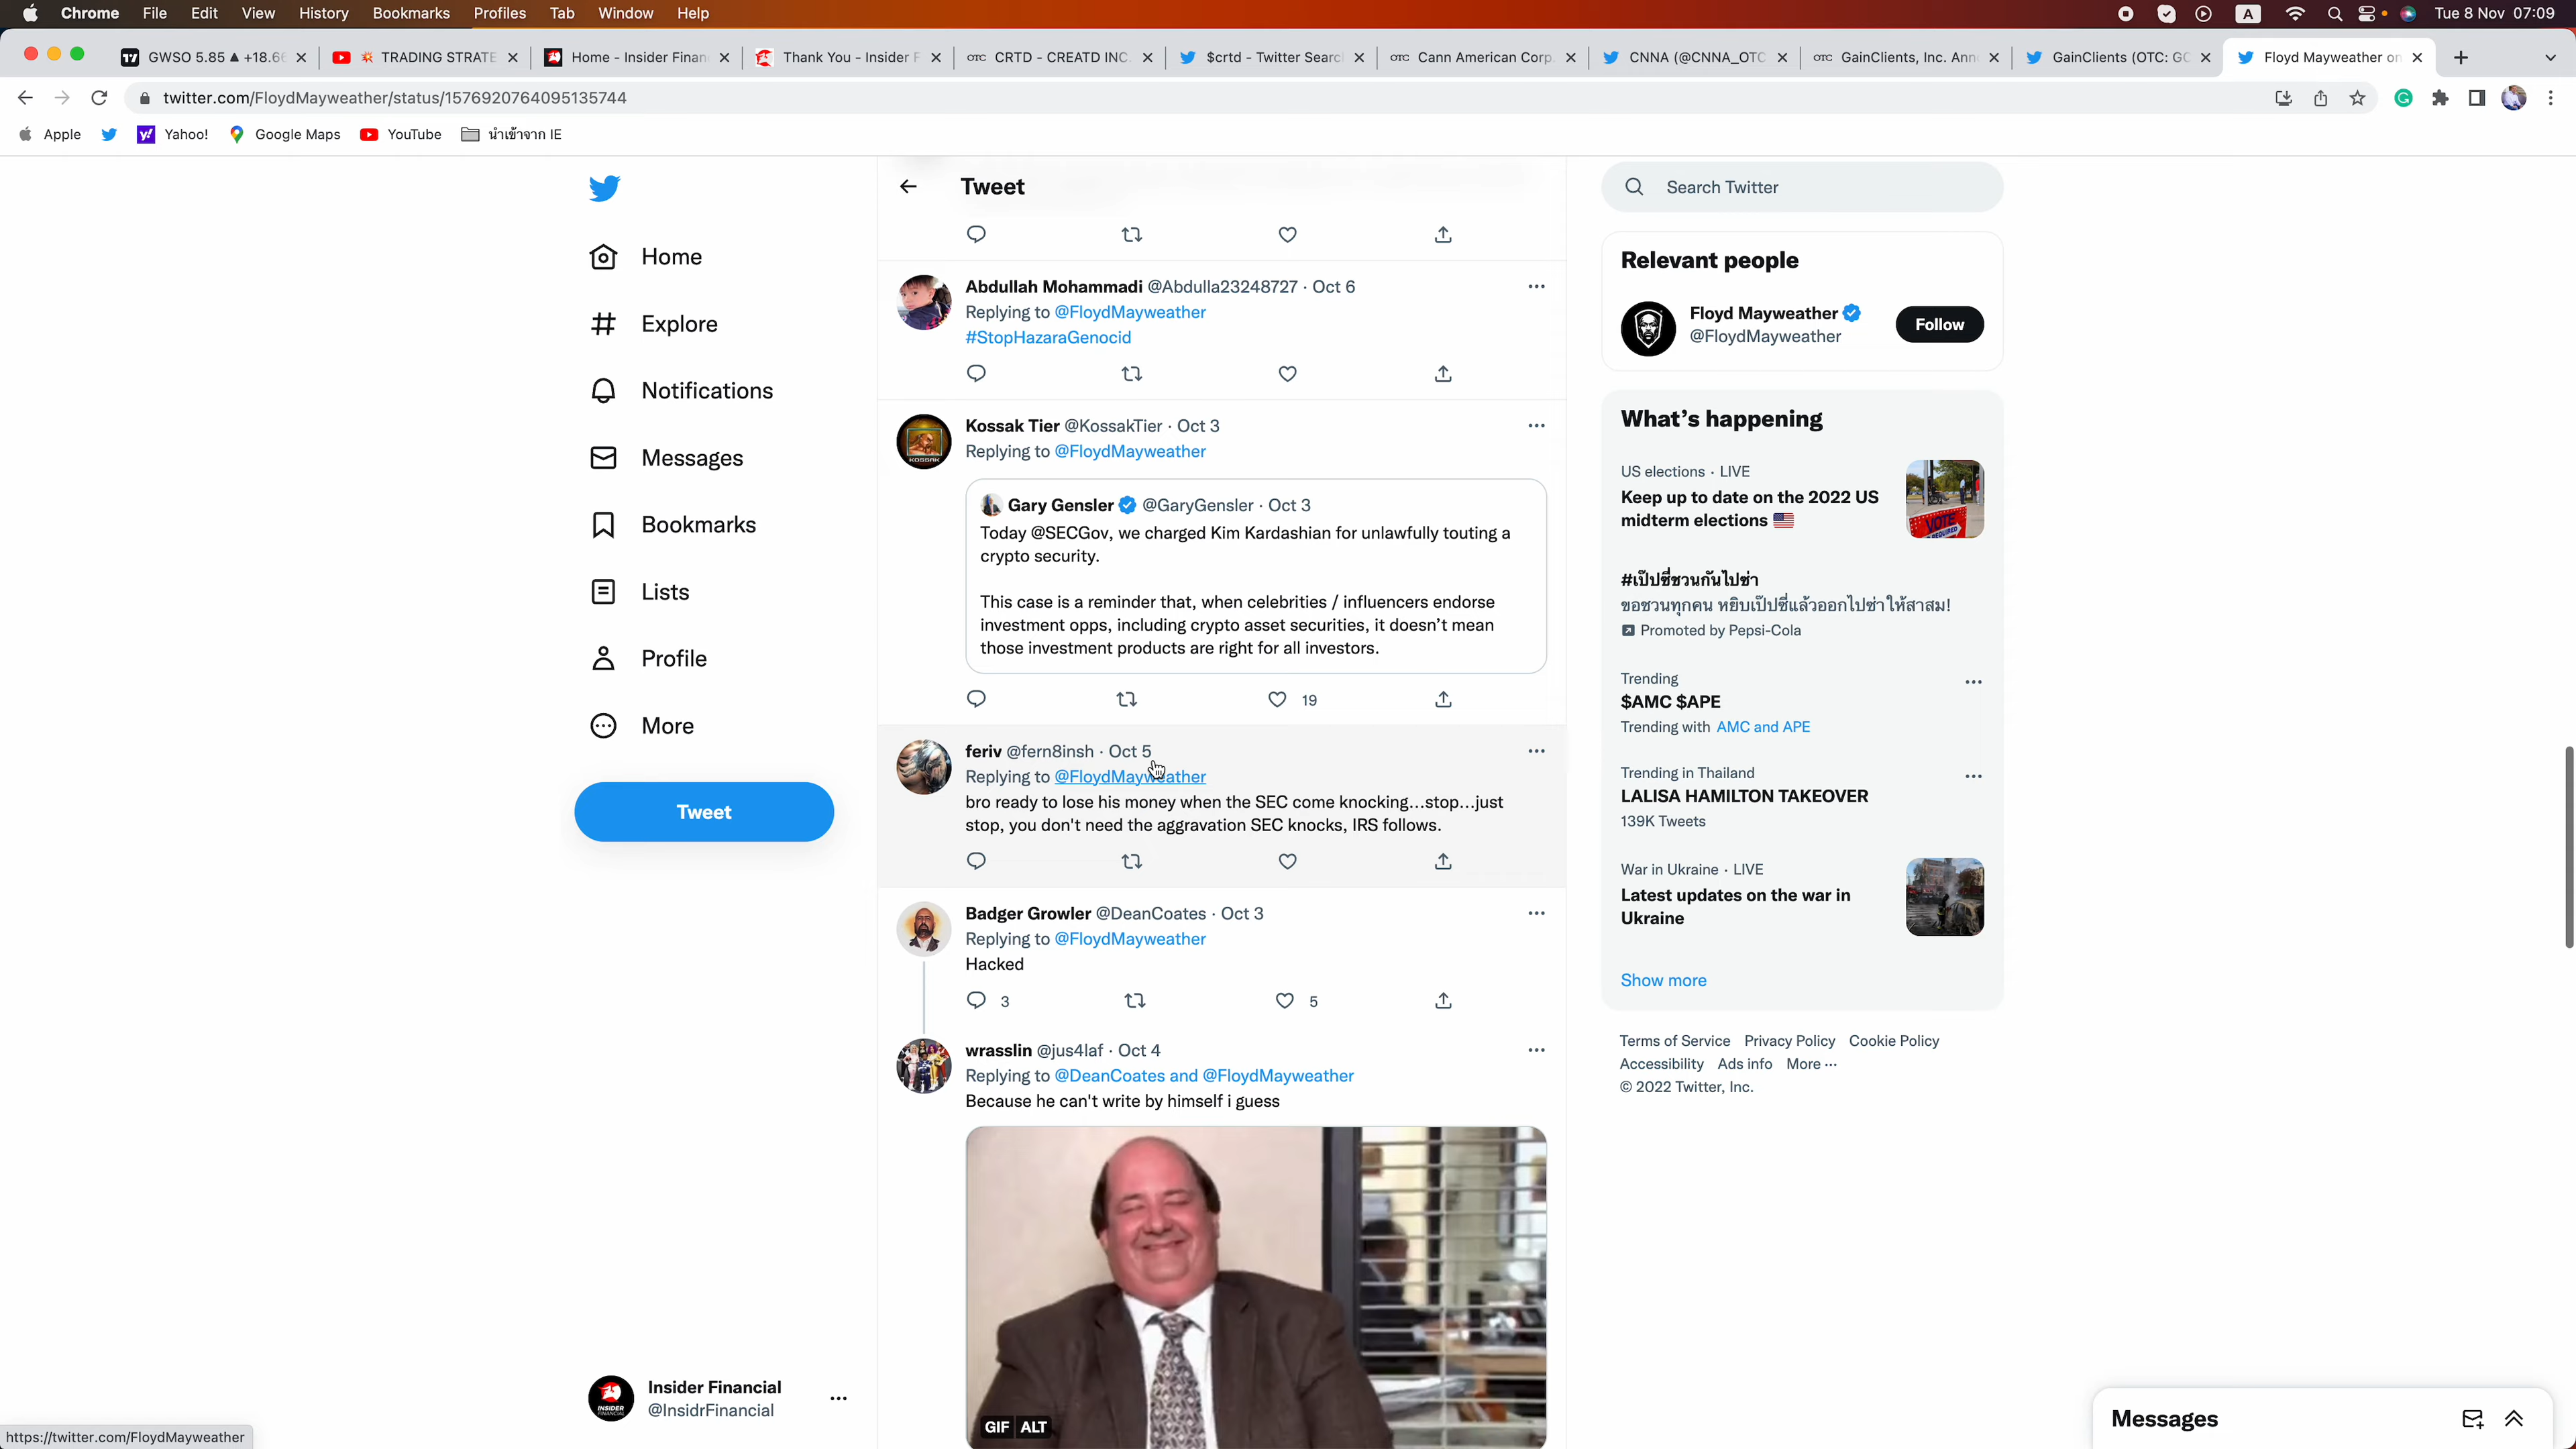 Chrome File Edit View History Bookmarks Profiles Tab Window Help
A Tue 8 Nov 07:09
GWSO 5.85 ▲ +18.6
TRADING STRATE
Home - Insider Finan
Thank You - Insider F
OTC CRTD - CREATD INC.
$crtd - Twitter Searc
OTC Cann American Corp.
CNNA (@CNNA_OTC
OTC GainClients, Inc. Ann
GainClients (OTC: GC
Floyd Mayweather on
twitter.com/FloydMayweather/status/1576920764095135744
Apple
Yahoo!
Google Maps
YouTube
นำเข้าจาก IE
Home
Explore
Notifications
Messages
Bookmarks
Lists
Profile
More
Tweet
Insider Financial
@InsidrFinancial
https://twitter.com/FloydMayweather
Tweet
Abdullah Mohammadi @Abdulla23248727 · Oct 6
Replying to @FloydMayweather
#StopHazaraGenocid
Kossak Tier @KossakTier · Oct 3
Replying to @FloydMayweather
KOSSAK
Gary Gensler @GaryGensler · Oct 3
Today @SECGov, we charged Kim Kardashian for unlawfully touting a
crypto security.
This case is a reminder that, when celebrities / influencers endorse
investment opps, including crypto asset securities, it doesn't mean
those investment products are right for all investors.
19
feriv @fern8insh · Oct 5
Replying to @FloydMayweather
bro ready to lose his money when the SEC come knocking...stop...just
stop, you don't need the aggravation SEC knocks, IRS follows.
Badger Growler @DeanCoates · Oct 3
Replying to @FloydMayweather
Hacked
3 5
wrasslin @jus4laf · Oct 4
Replying to @DeanCoates and @FloydMayweather
Because he can't write by himself i guess
GIF ALT
Search Twitter
Relevant people
Floyd Mayweather
@FloydMayweather
Follow
What's happening
US elections · LIVE
Keep up to date on the 2022 US
midterm elections
VOTE
#เป๊ปซี่ชวนกันไปซ่า
ขอชวนทุกคน หยิบเป๊ปซี่แล้วออกไปซ่าให้สาสม!
Promoted by Pepsi-Cola
Trending
$AMC $APE
Trending with AMC and APE
Trending in Thailand
LALISA HAMILTON TAKEOVER
139K Tweets
War in Ukraine · LIVE
Latest updates on the war in
Ukraine
Show more
Terms of Service Privacy Policy Cookie Policy
Accessibility Ads info More ···
© 2022 Twitter, Inc.
Messages